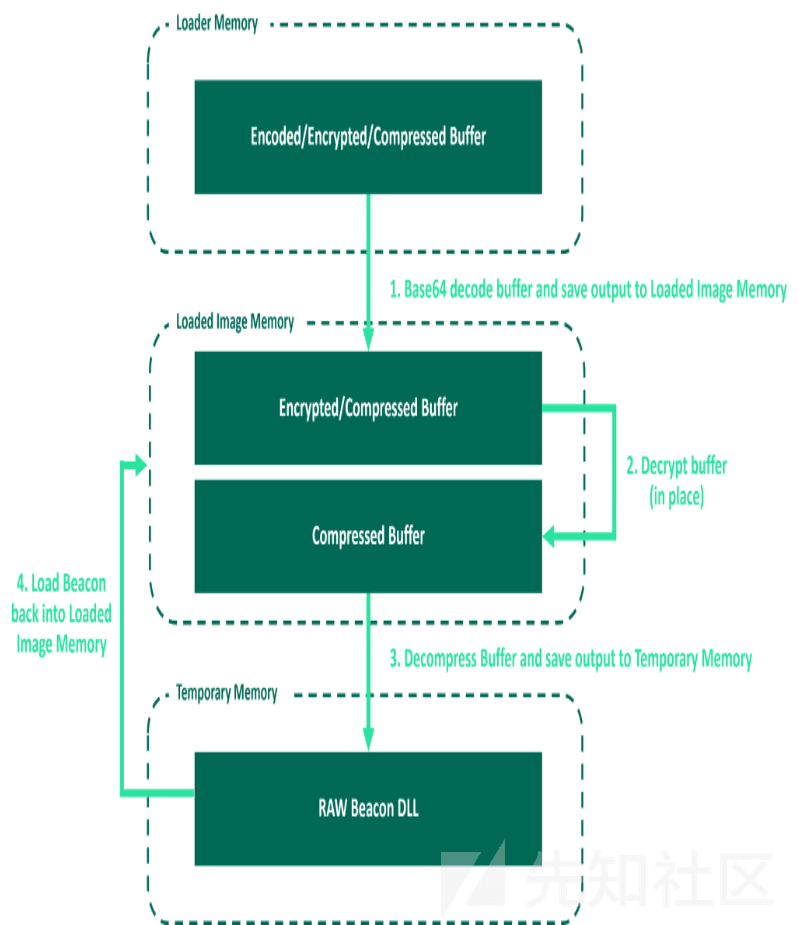 Loader Memory
Encoded/Encrypted/Compressed Buffer
1. Base64 decode buffer and save output to Loaded Image Memory
Loaded Image Memory
Encrypted/Compressed Buffer
2. Decrypt buffer
(in place)
Compressed Buffer
4. Load Beacon
back into Loaded
Image Memory
3. Decompress Buffer and save output to Temporary Memory
Temporary Memory
RAW Beacon DLL
先知社区